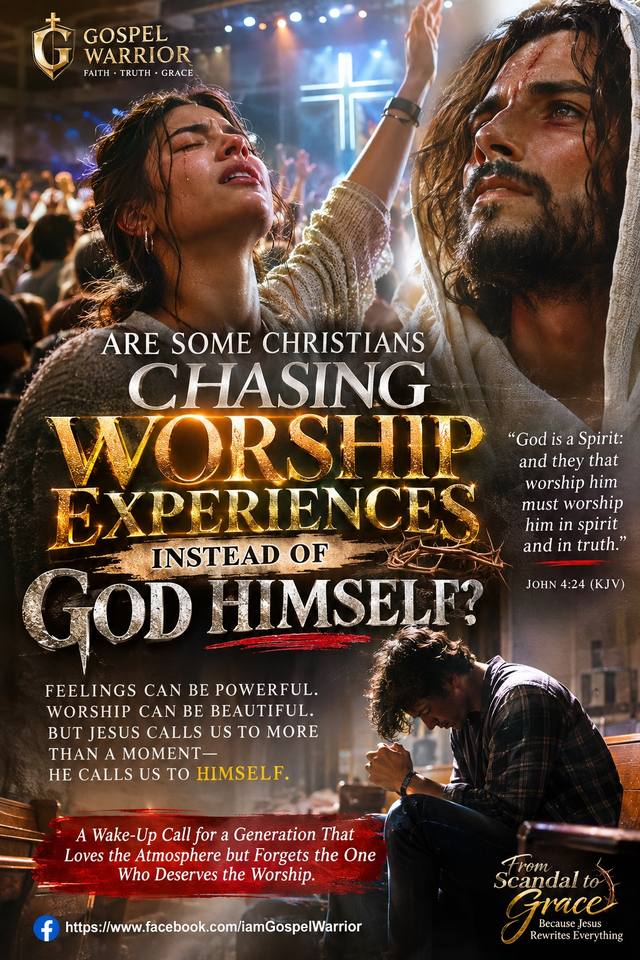 GOSPEL
WARRIOR
FAITH • TRUTH • GRACE
ARE SOME CHRISTIANS
CHASING
WORSHIP
EXPERIENCES
INSTEAD OF
GOD HIMSELF?
“God is a Spirit:
and they that
worship him
must worship
him in spirit
and in truth.”
JOHN 4:24 (KJV)
FEELINGS CAN BE POWERFUL.
WORSHIP CAN BE BEAUTIFUL.
BUT JESUS CALLS US TO MORE
THAN A MOMENT—
HE CALLS US TO HIMSELF.
A Wake-Up Call for a Generation That
Loves the Atmosphere but Forgets the One
Who Deserves the Worship.
https://www.facebook.com/iamGospelWarrior
From
Scandal to
Grace
Because Jesus
Rewrites Everything